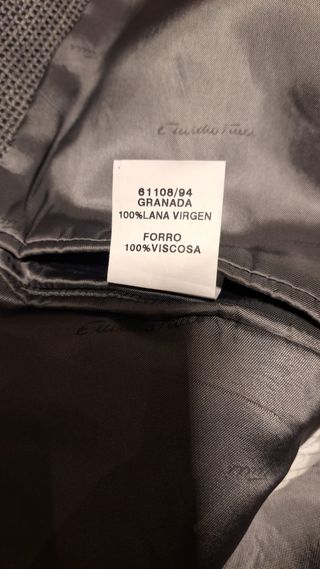 61108/94
GRANADA
100%LANA VIRGEN
FORRO
100%VISCOSA